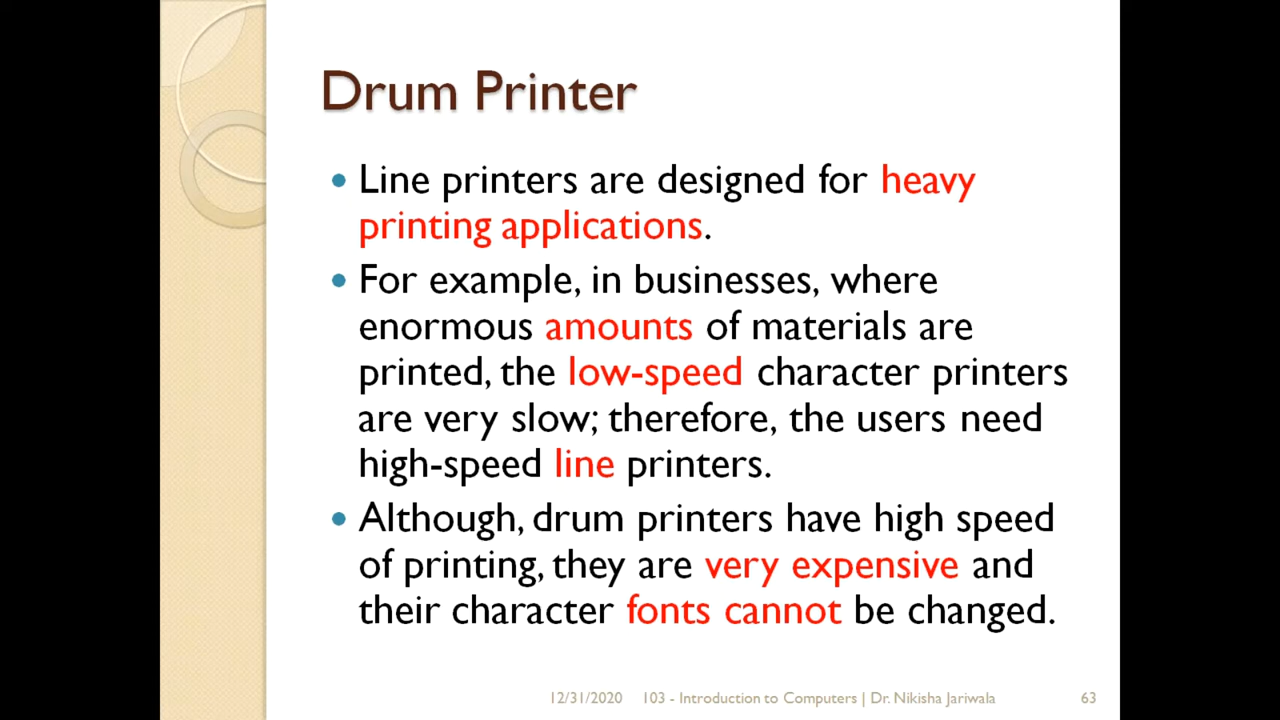 Drum Printer
Line printers are designed for heavy
printing applications.
For example, in businesses, where
enormous amounts of materials are
printed, the low-speed character printers
are very slow; therefore, the users need
high-speed line printers.
Although, drum printers have high speed
of printing, they are very expensive and
their character fonts cannot be changed.
12/31/2020 103 - Introduction to Computers | Dr. Nikisha Jariwala 63